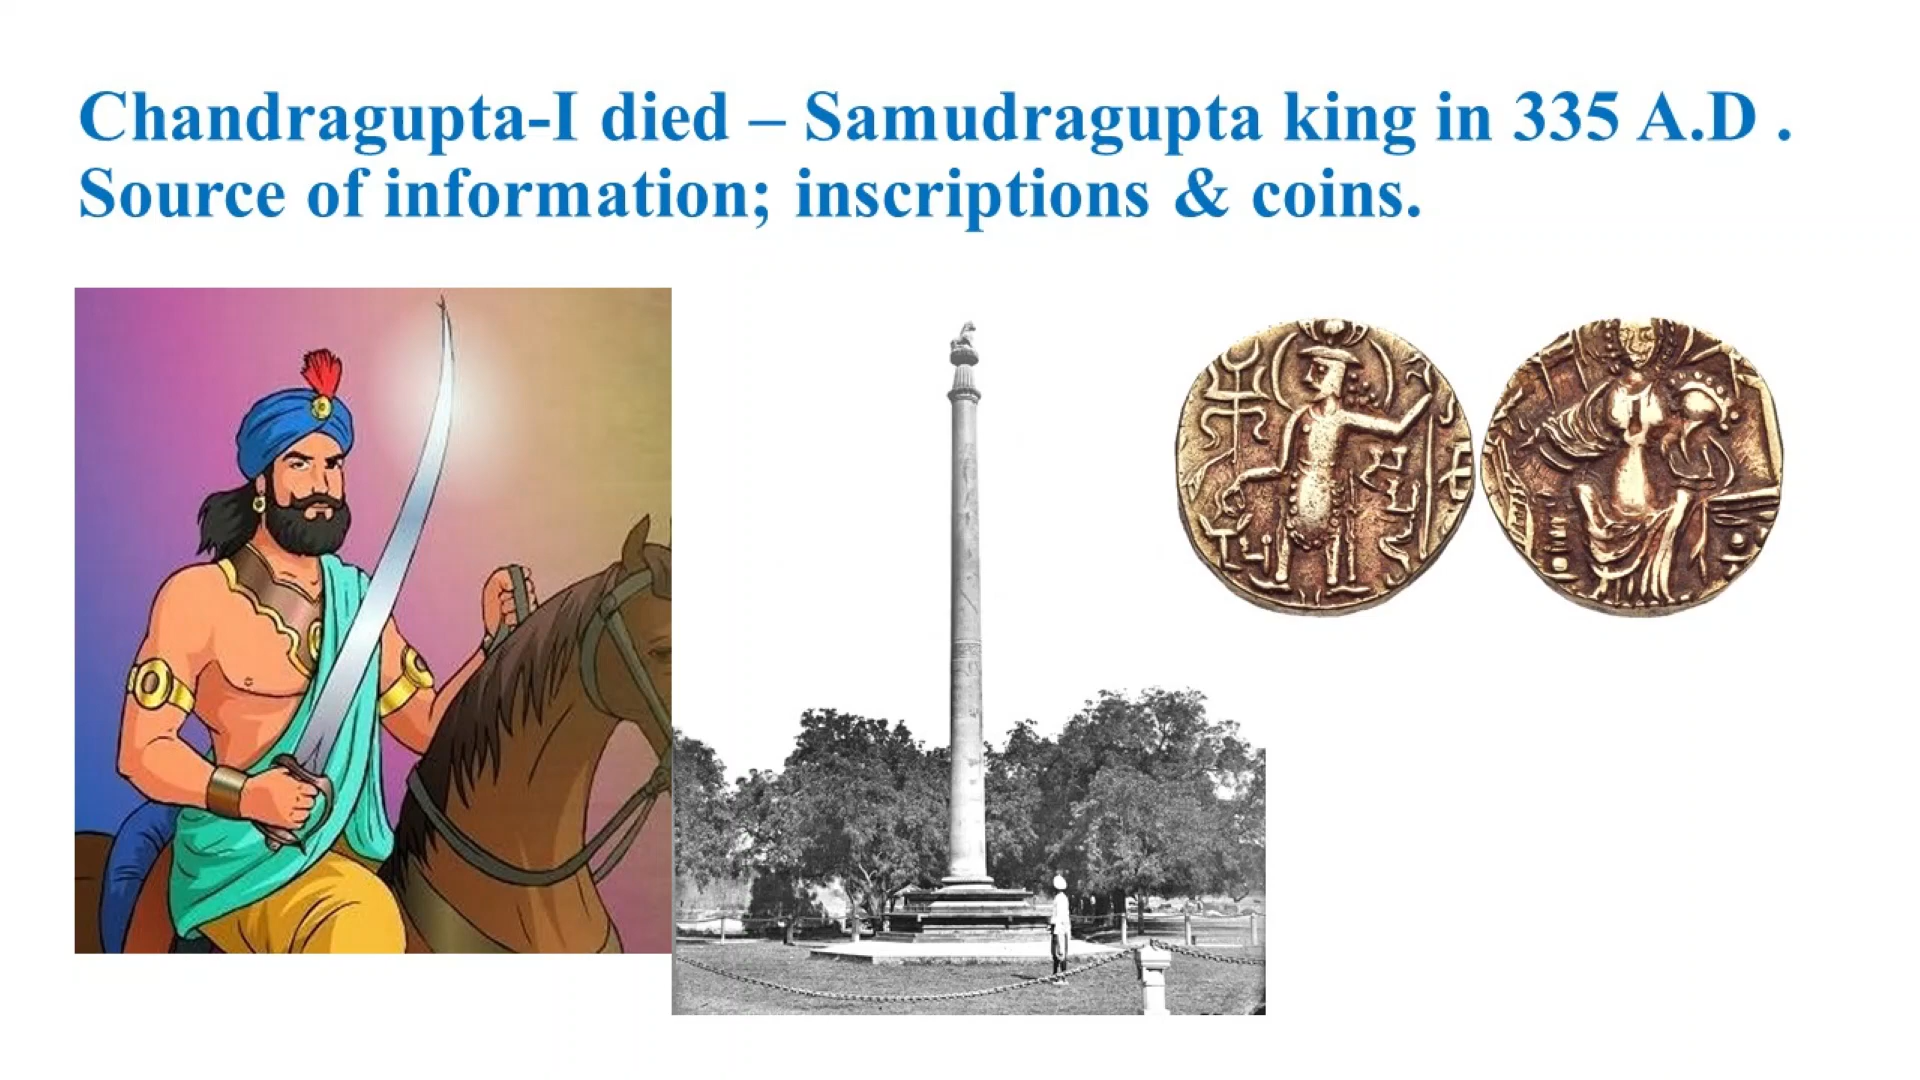 Chandragupta-I died – Samudragupta king in 335 A.D .
Source of information; inscriptions & coins.